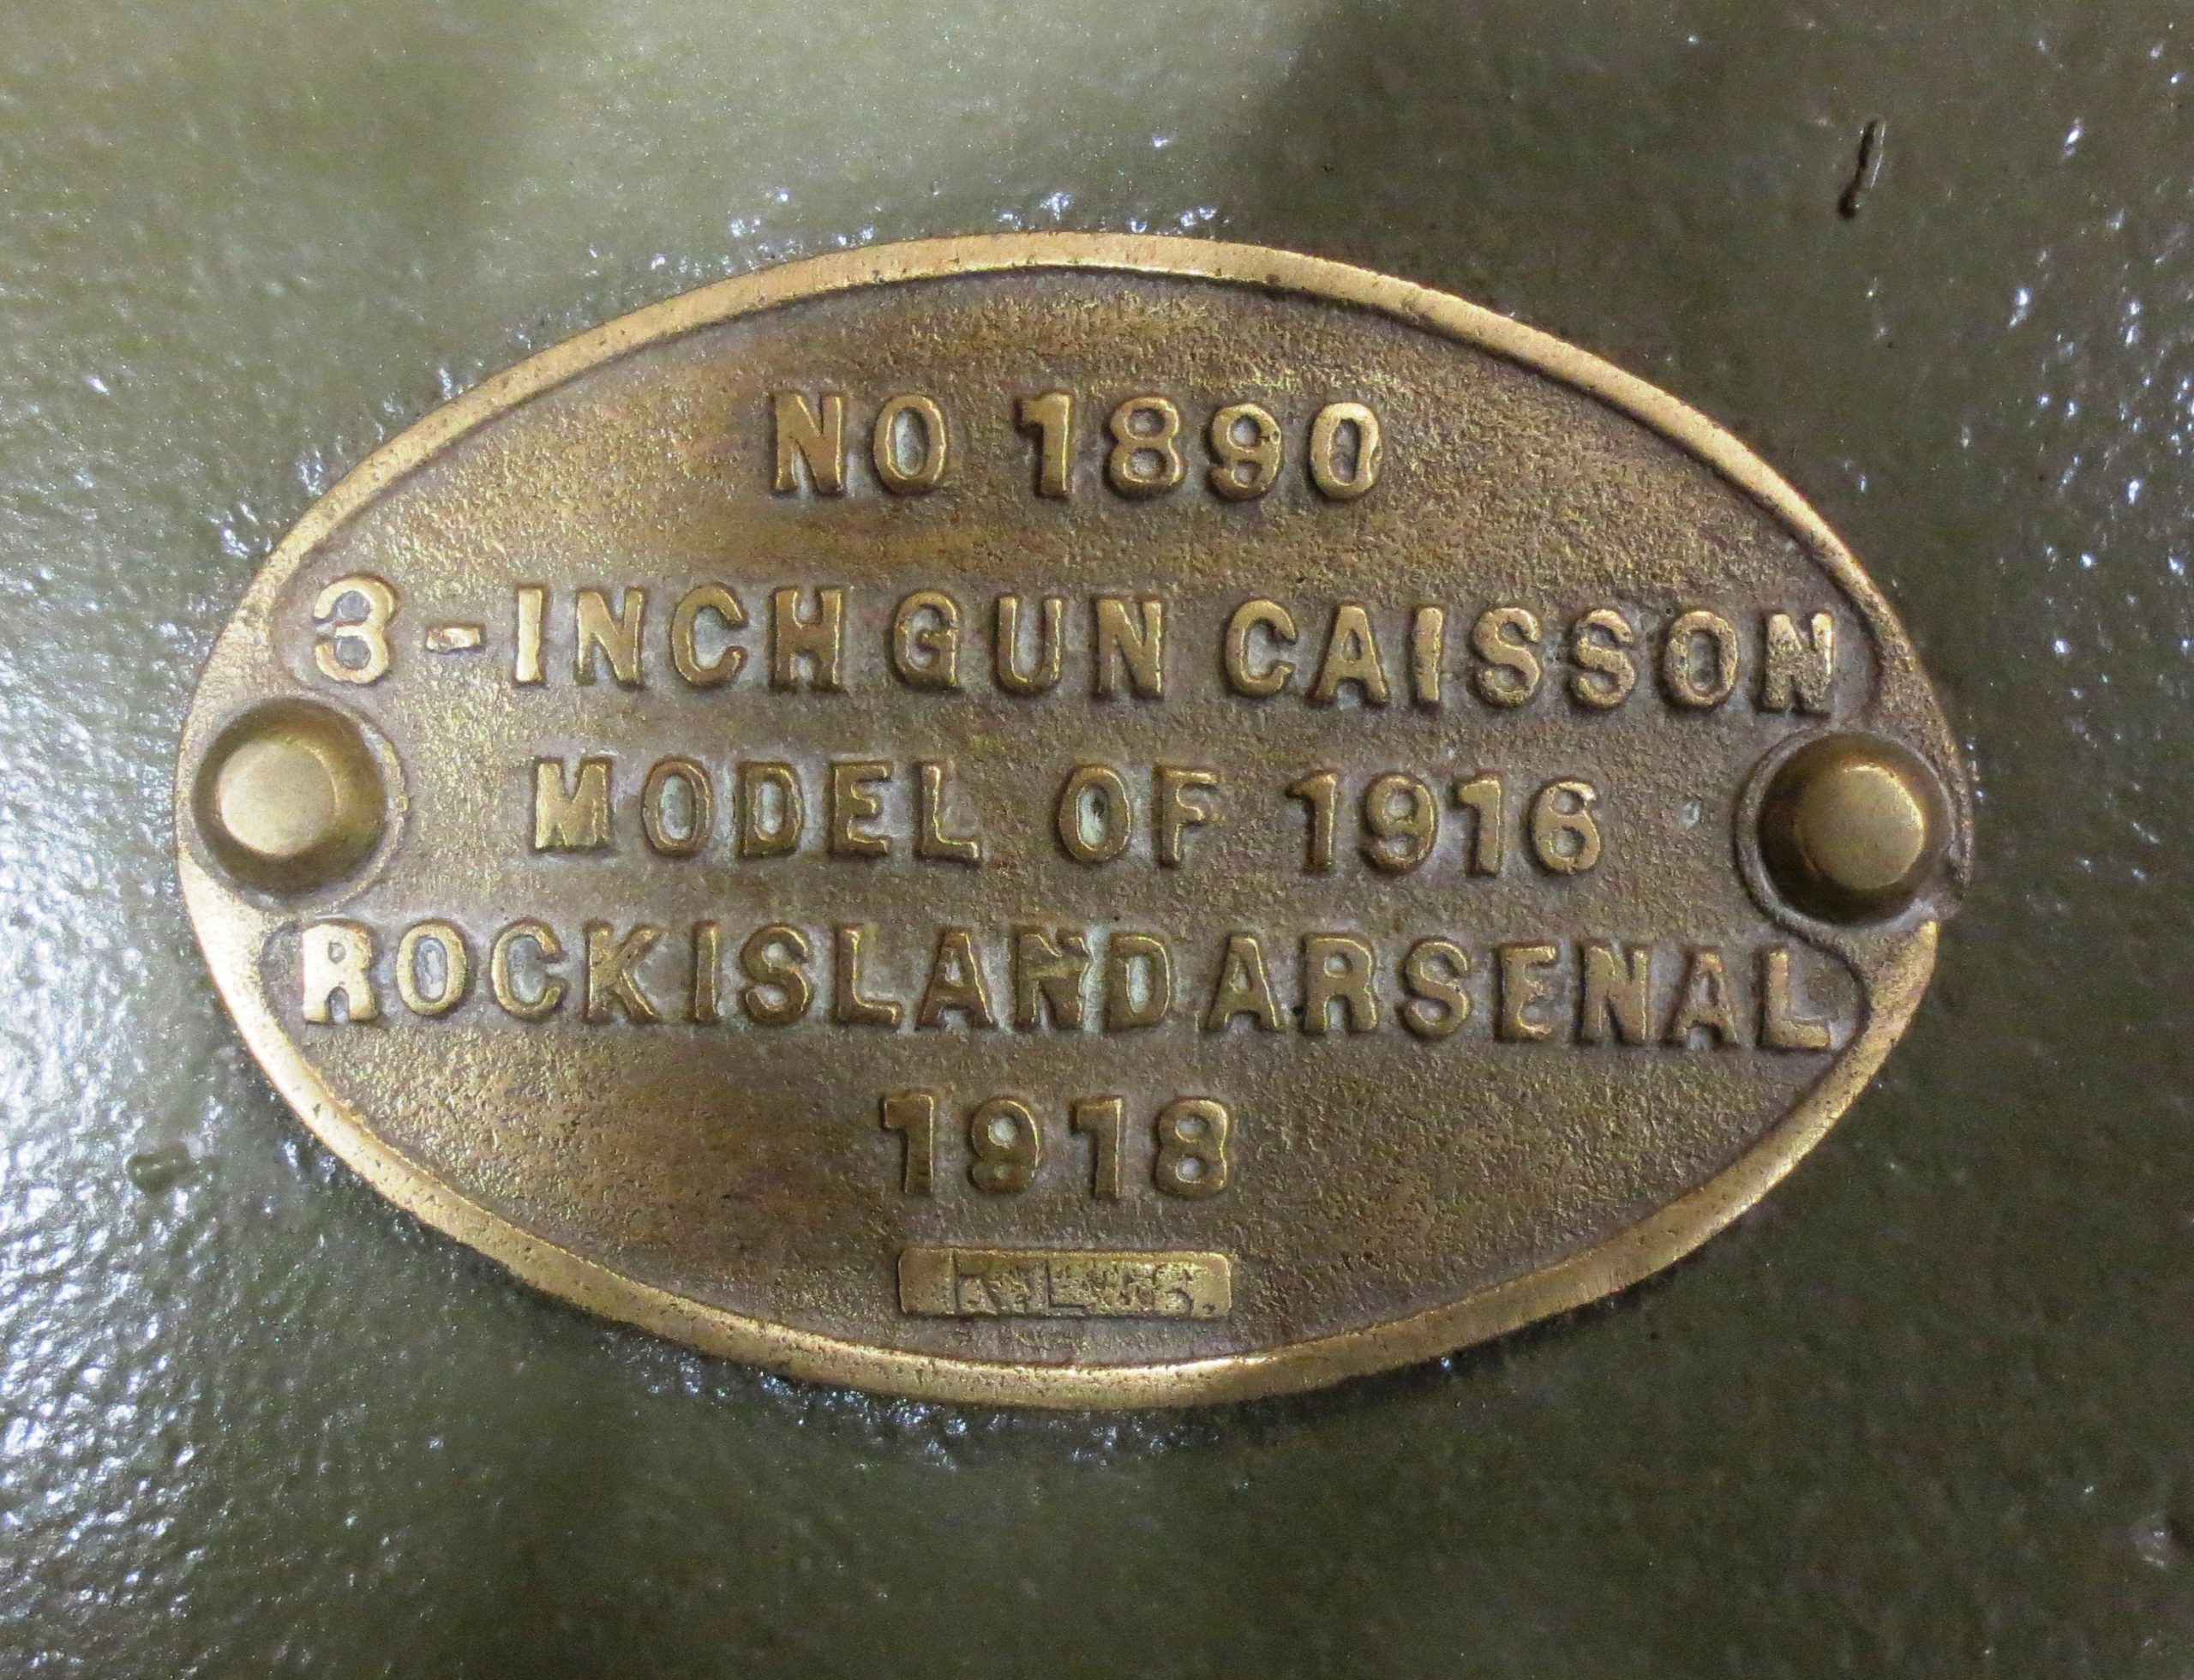 NO 1890
3-INCH GUN CAISSON
MODEL OF 1916
ROCK ISLAND ARSENAL
1918